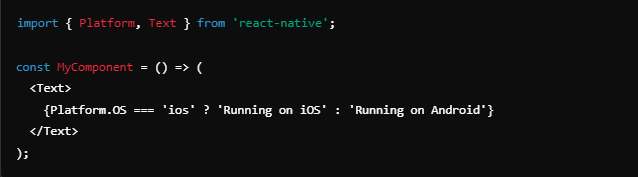 import { Platform, Text } from 'react-native';
const MyComponent = () => (
<Text>
{Platform.OS === 'ios' ? 'Running on iOS' : 'Running on Android'}
</Text>
);